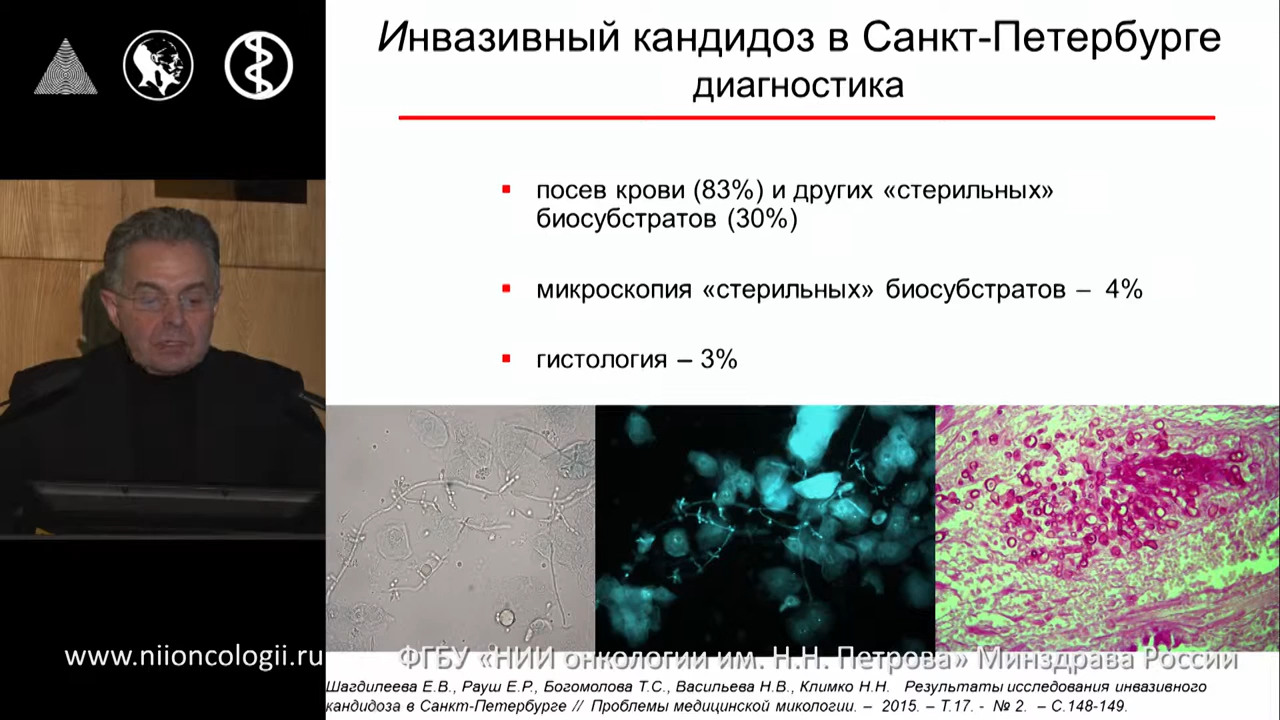 Инвазивный кандидоз в Санкт-Петербурге
диагностика
посев крови (83%) и других «стерильных»
биосубстратов (30%)
микроскопия «стерильных» биосубстратов – 4%
гистология – 3%
www.niioncologii.ru
ФГБУ «НИИ онкологии им. Н.Н. Петрова» Минздрава России
Шагдилеева Е.В., Рауш Е.Р., Богомолова Т.С., Васильева Н.В., Климко Н.Н. Результаты исследования инвазивного
кандидоза в Санкт-Петербурге // Проблемы медицинской микологии. – 2015. – Т.17. - № 2. – С.148-149.